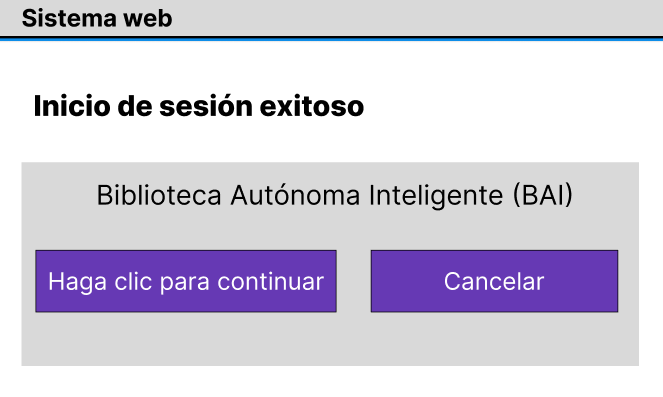 Sistema web
Inicio de sesión exitoso
Biblioteca Autónoma Inteligente (BAI)
Haga clic para continuar
Cancelar